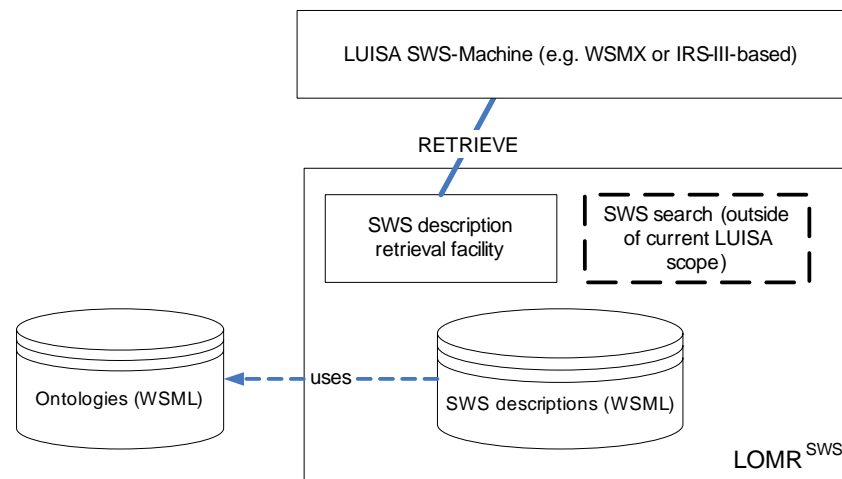 LUISA SWS-Machine (e.g. WSMX or IRS-III-based)
RETRIEVE
SWS description
retrieval facility
SWS search (outside
of current LUISA
scope)
Ontologies (WSML)
uses
SWS descriptions (WSML)
LOMR SWS